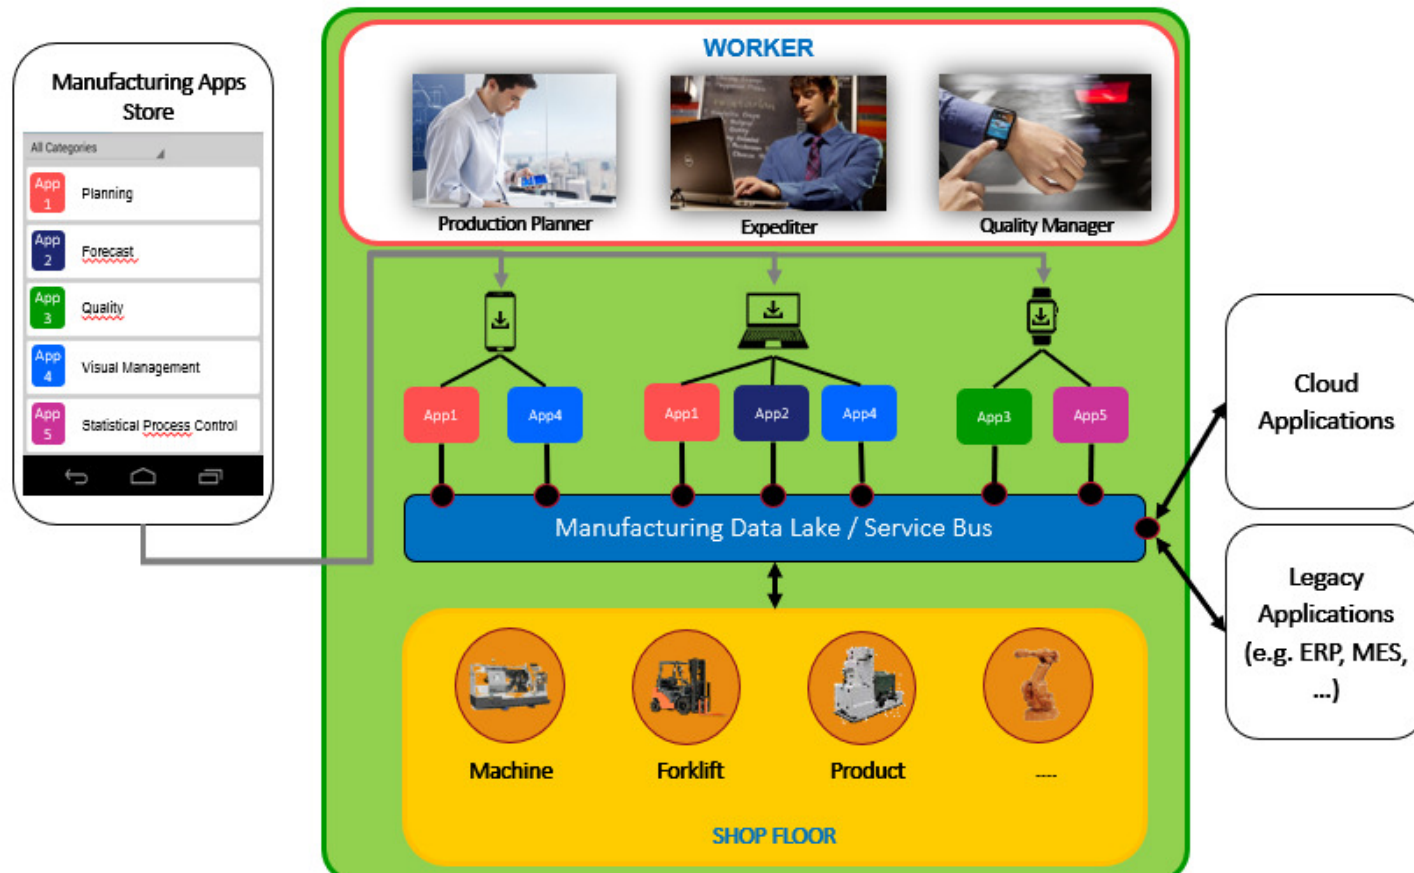 Manufacturing Apps
Store
All Categories
App
1
Planning
App
2
Forecast
App
3
Quality
App
4
Visual Management
App
5
Statistical Process Control
WORKER
Production Planner
Expediter
Quality Manager
App1
App4
App1
App2
App4
App3
App5
Manufacturing Data Lake / Service Bus
Cloud
Applications
Legacy
Applications
(e.g. ERP, MES,
...)
Machine
Forklift
Product
----
SHOP FLOOR